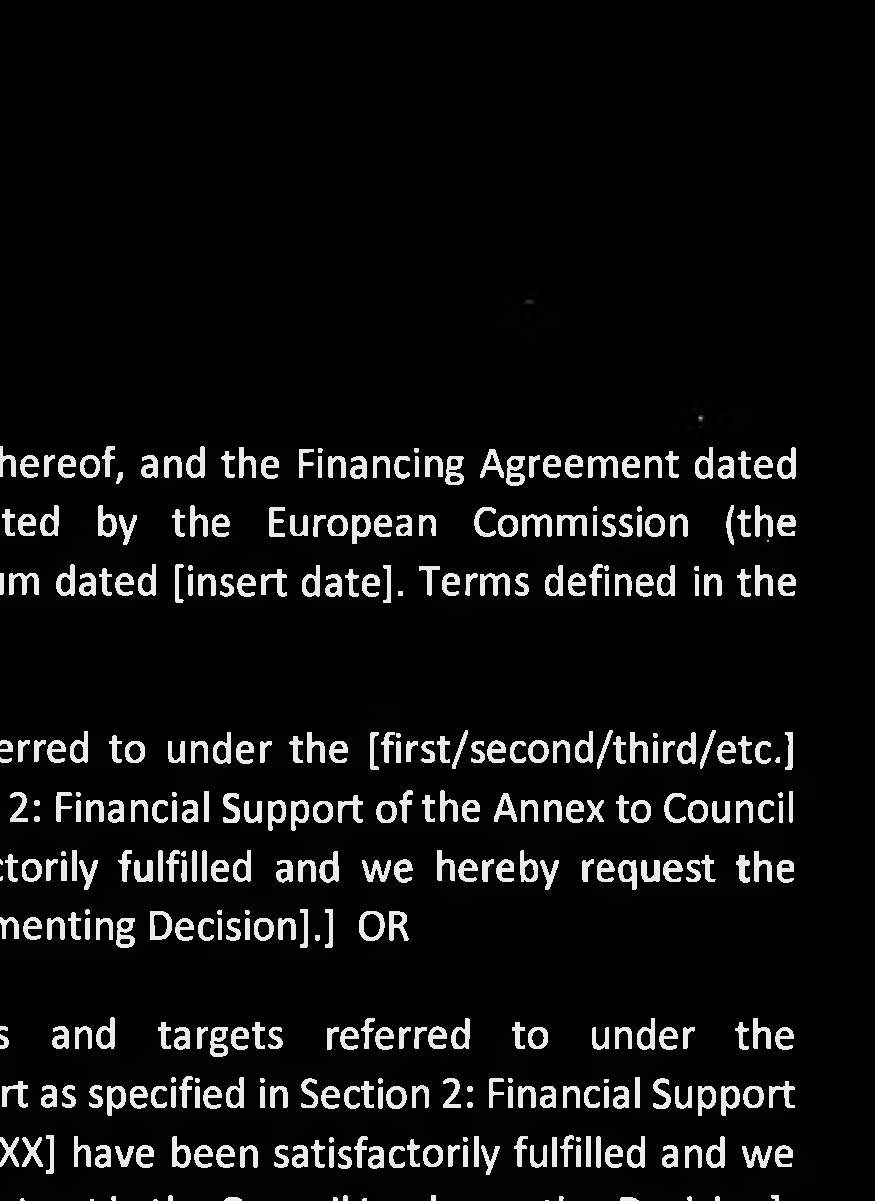 hereof, and the Financing Agreement dated
ted by the European Commission (the
um dated [insert date]. Terms defined in the
erred to under the [first/second/third/etc.]
2: Financial Support of the Annex to Council
ctorily fulfilled and we hereby request the
menting Decision].] OR
s and targets referred to under the
rt as specified in Section 2: Financial Support
XX] have been satisfactorily fulfilled and we